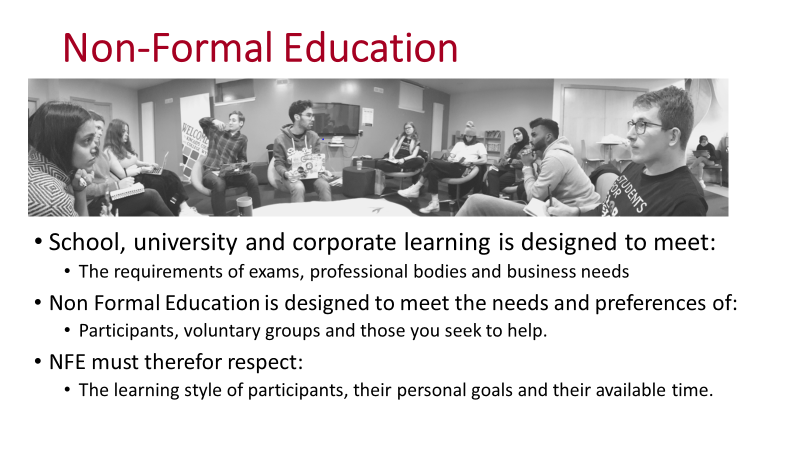 Non-Formal Education
WELCOME
STUDENTS
FOR
• School, university and corporate learning is designed to meet:
• The requirements of exams, professional bodies and business needs
• Non Formal Education is designed to meet the needs and preferences of:
• Participants, voluntary groups and those you seek to help.
• NFE must therefor respect:
• The learning style of participants, their personal goals and their available time.